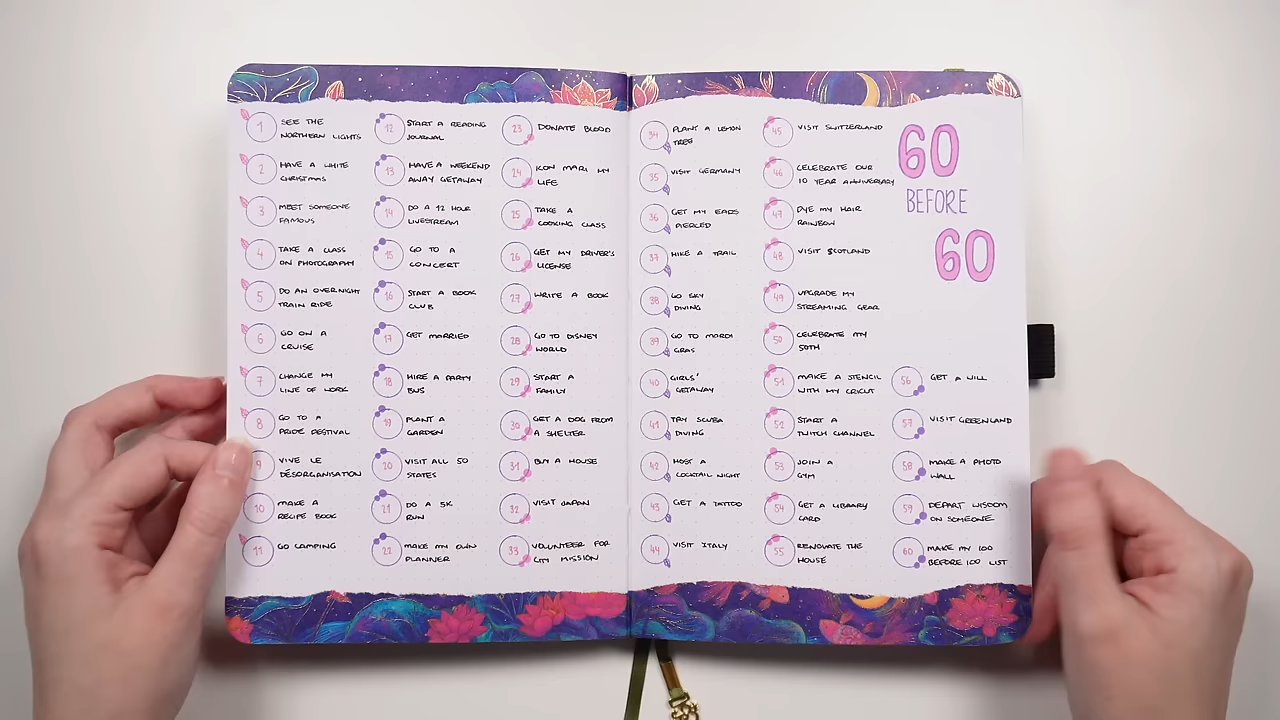 1 SEE THE
NORTHERN LIGHTS
2 HAVE A WHITE
CHRISTMAS
3 MEET SOMEONE
FAMOUS
4 TAKE A CLASS
ON PHOTOGRAPHY
5 DO AN OVERNIGHT
TRAIN RIDE
6 GO ON A
CRUISE
7 CHANGE MY
LINE OF WORK
8 GO TO A
PRIDE FESTIVAL
9 VIVE LE
DÉSORGANISATION
10 MAKE A
RECIPE BOOK
11 GO CAMPING
12 START A READING
JOURNAL
13 HAVE A WEEKEND
AWAY GETAWAY
14 DO A 12 HOUR
LIVESTREAM
15 GO TO A
CONCERT
16 START A BOOK
CLUB
17 GET MARRIED
18 HIRE A PARTY
BUS
19 PLANT A
GARDEN
20 VISIT ALL 50
STATES
21 DO A 5K
RUN
22 MAKE MY OWN
PLANNER
23 DONATE BLOOD
24 KON MARI MY
LIFE
25 TAKE A
COOKING CLASS
26 GET MY DRIVER'S
LICENSE
27 WRITE A BOOK
28 GO TO DISNEY
WORLD
29 START A
FAMILY
30 GET A DOG FROM
A SHELTER
31 BUY A HOUSE
32 VISIT JAPAN
33 VOLUNTEER FOR
CITY MISSION
34 PLANT A LEMON
TREE
35 VISIT GERMANY
36 GET MY EARS
PIERCED
37 HIKE A TRAIL
38 GO SKY
DIVING
39 GO TO MARDI
GRAS
40 GIRLS'
GETAWAY
41 TRY SCUBA
DIVING
42 HOST A
COCKTAIL NIGHT
43 GET A TATTOO
44 VISIT ITALY
45 VISIT SWITZERLAND
46 CELEBRATE OUR
10 YEAR ANNIVERSARY
47 DYE MY HAIR
RAINBOW
48 VISIT SCOTLAND
49 UPGRADE MY
STREAMING GEAR
50 CELEBRATE MY
50TH
51 MAKE A STENCIL
WITH MY CRICUT
52 START A
TWITCH CHANNEL
53 JOIN A
GYM
54 GET A LIBRARY
CARD
55 RENOVATE THE
HOUSE
60
BEFORE
60
56 GET A WILL
57 VISIT GREENLAND
58 MAKE A PHOTO
WALL
59 DEPART WISDOM
ON SOMEONE
60 MAKE MY 100
BEFORE 100 LIST